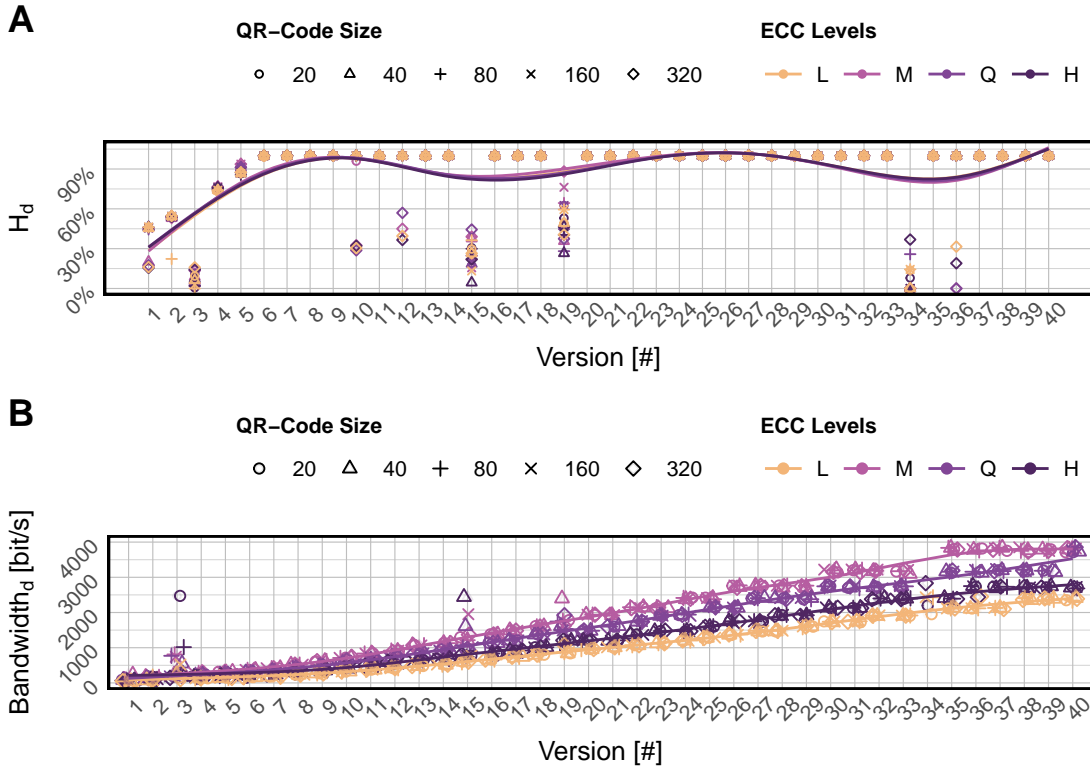 A
QR−Code Size
ECC Levels
20 40 80 160 320
L M Q H
90%
60%
30%
0%
H_d
1 2 3 4 5 6 7 8 9 10 11 12 13 14 15 16 17 18 19 20 21 22 23 24 25 26 27 28 29 30 31 32 33 34 35 36 37 38 39 40
Version [#]
B
QR−Code Size
ECC Levels
20 40 80 160 320
L M Q H
4000
3000
2000
1000
0
Bandwidth_d [bit/s]
1 2 3 4 5 6 7 8 9 10 11 12 13 14 15 16 17 18 19 20 21 22 23 24 25 26 27 28 29 30 31 32 33 34 35 36 37 38 39 40
Version [#]